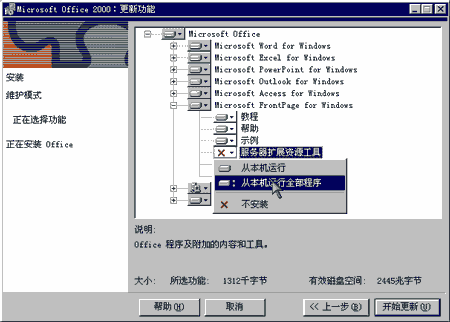 Microsoft Office 2000：更新功能
安装
维护模式
正在选择功能
正在安装 Office
Microsoft Office
Microsoft Word for Windows
Microsoft Excel for Windows
Microsoft PowerPoint for Windows
Microsoft Outlook for Windows
Microsoft Access for Windows
Microsoft FrontPage for Windows
教程
帮助
示例
服务器扩展资源工具
从本机运行
从本机运行全部程序
不安装
说明:
Office 程序及附加的内容和工具。
大小: 所选功能: 1312千字节 有效磁盘空间: 2445兆字节
帮助(H) 取消 << 上一步(B) 开始更新(U)